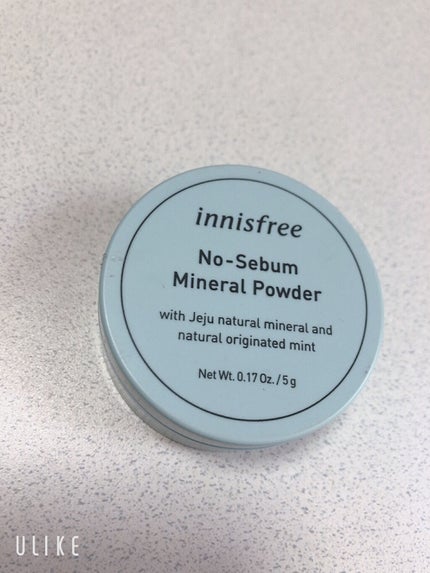 innisfree
No-Sebum
Mineral Powder
with Jeju natural mineral and
natural originated mint
Net Wt. 0.17 Oz. / 5 g
ULIKE